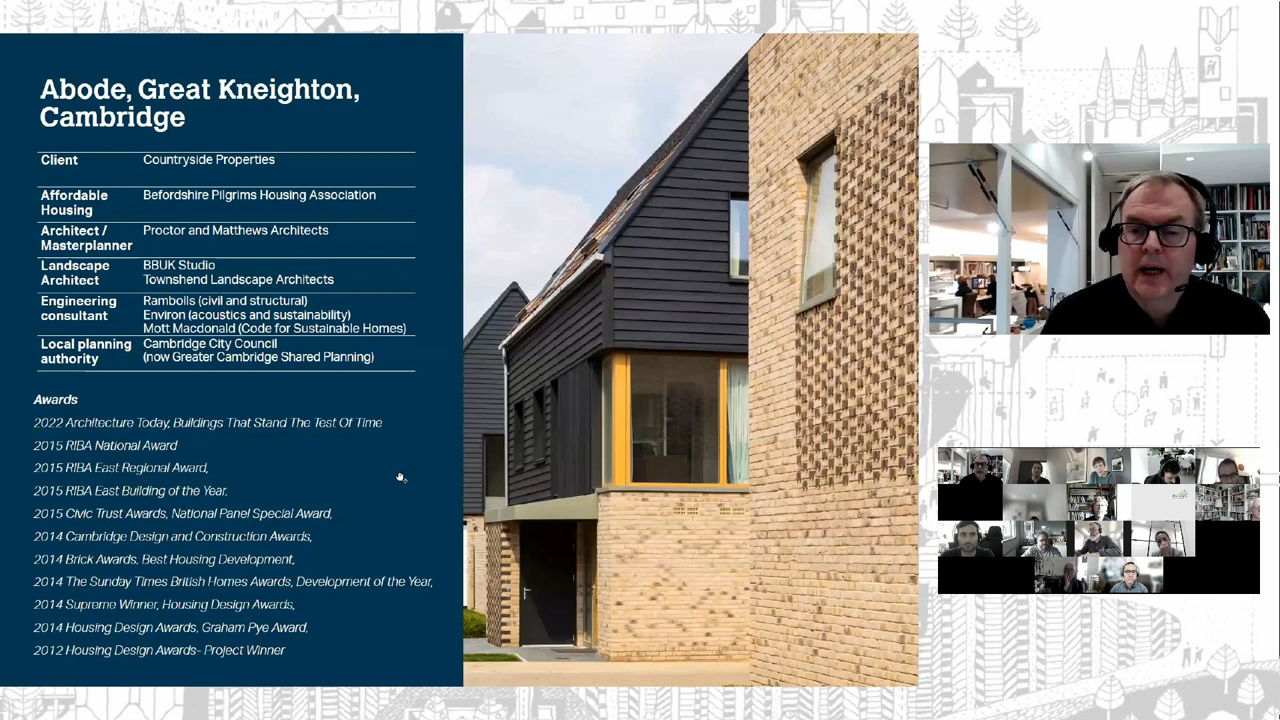 Abode, Great Kneighton,
Cambridge
Client Countryside Properties
Affordable Housing Befordshire Pilgrims Housing Association
Architect / Masterplanner Proctor and Matthews Architects
Landscape Architect BBUK Studio
Townshend Landscape Architects
Engineering consultant Rambolls (civil and structural)
Environ (acoustics and sustainability)
Mott Macdonald (Code for Sustainable Homes)
Local planning authority Cambridge City Council
(now Greater Cambridge Shared Planning)
Awards
2022 Architecture Today, Buildings That Stand The Test Of Time
2015 RIBA National Award
2015 RIBA East Regional Award,
2015 RIBA East Building of the Year,
2015 Civic Trust Awards, National Panel Special Award,
2014 Cambridge Design and Construction Awards,
2014 Brick Awards, Best Housing Development,
2014 The Sunday Times British Homes Awards, Development of the Year,
2014 Supreme Winner, Housing Design Awards,
2014 Housing Design Awards, Graham Pye Award,
2012 Housing Design Awards- Project Winner